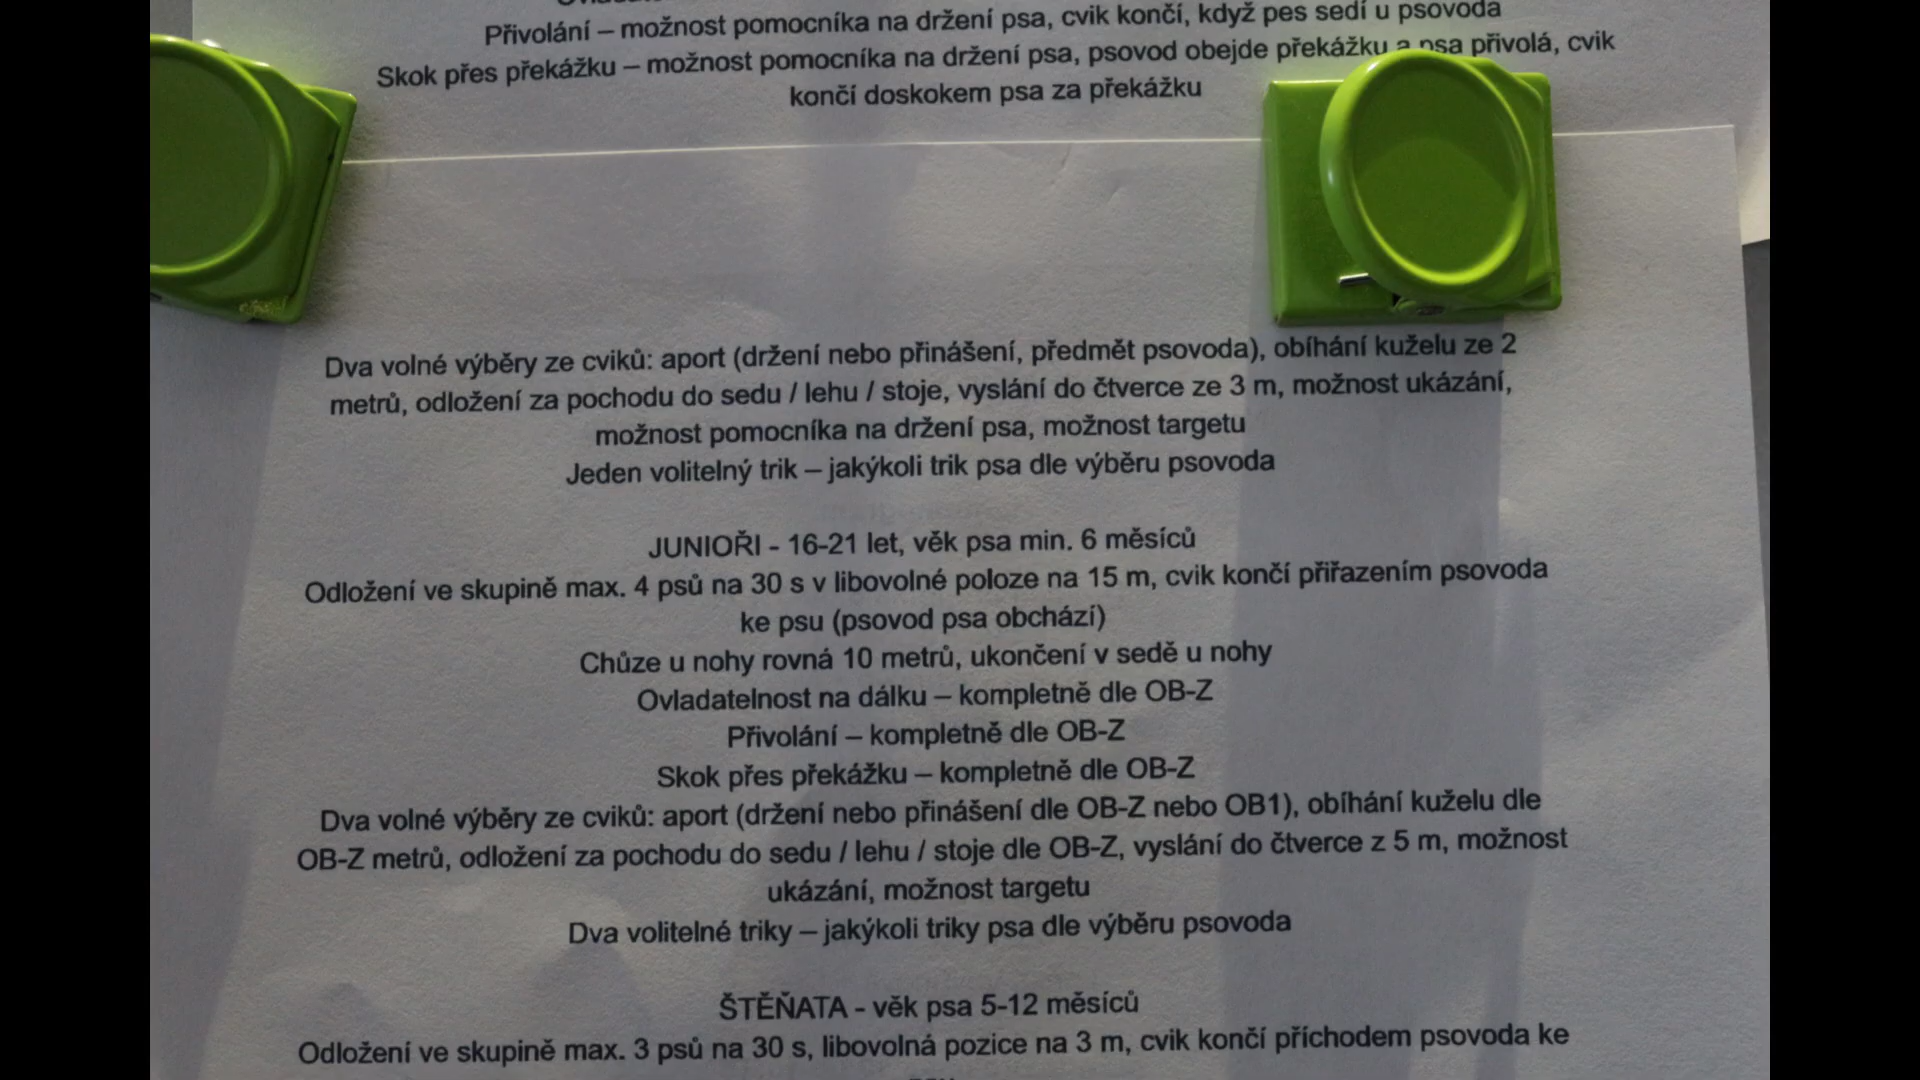 Přivolání – možnost pomocníka na držení psa, cvik končí, když pes sedí u psovoda
Skok přes překážku – možnost pomocníka na držení psa, psovod obejde překážku a psa přivolá, cvik
končí doskokem psa za překážku
Dva volné výběry ze cviků: aport (držení nebo přinášení, předmět psovoda), obíhání kuželu ze 2
metrů, odložení za pochodu do sedu / lehu / stoje, vyslání do čtverce ze 3 m, možnost ukázání,
možnost pomocníka na držení psa, možnost targetu
Jeden volitelný trik – jakýkoli trik psa dle výběru psovoda
JUNIOŘI - 16-21 let, věk psa min. 6 měsíců
Odložení ve skupině max. 4 psů na 30 s v libovolné poloze na 15 m, cvik končí přiřazením psovoda
ke psu (psovod psa obchází)
Chůze u nohy rovná 10 metrů, ukončení v sedě u nohy
Ovladatelnost na dálku – kompletně dle OB-Z
Přivolání – kompletně dle OB-Z
Skok přes překážku – kompletně dle OB-Z
Dva volné výběry ze cviků: aport (držení nebo přinášení dle OB-Z nebo OB1), obíhání kuželu dle
OB-Z metrů, odložení za pochodu do sedu / lehu / stoje dle OB-Z, vyslání do čtverce z 5 m, možnost
ukázání, možnost targetu
Dva volitelné triky – jakýkoli triky psa dle výběru psovoda
ŠTĚŇATA - věk psa 5-12 měsíců
Odložení ve skupině max. 3 psů na 30 s, libovolná pozice na 3 m, cvik končí příchodem psovoda ke